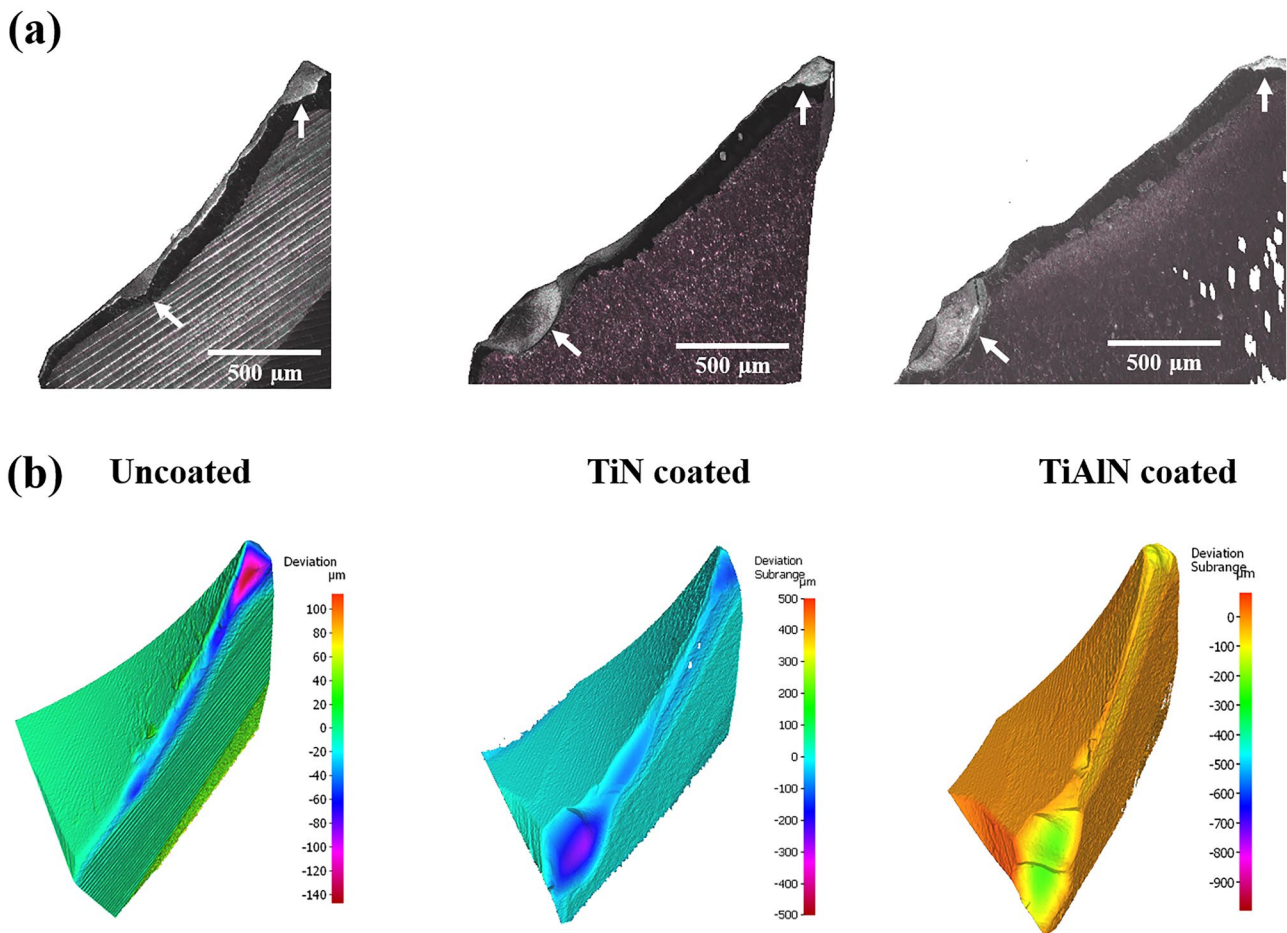 (a)
500 µm
500 µm
500 µm
(b)
Uncoated
TiN coated
TiAlN coated
Deviation
µm
100
80
60
40
20
0
-20
-40
-60
-80
-100
-120
-140
Deviation
Subrange
µm
500
400
300
200
100
0
-100
-200
-300
-400
-500
Deviation
Subrange
µm
0
-100
-200
-300
-400
-500
-600
-700
-800
-900